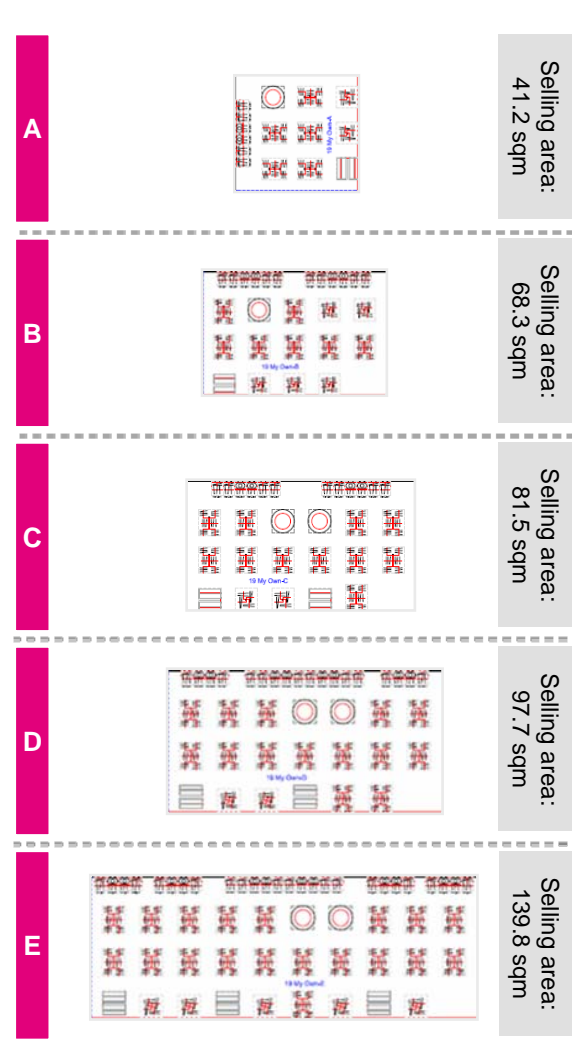 A
19 My Own-A
Selling area:
41.2 sqm
B
19 My Own-B
Selling area:
68.3 sqm
C
19 My Own-C
Selling area:
81.5 sqm
D
19 My Own-D
Selling area:
97.7 sqm
E
19 My Own-E
Selling area:
139.8 sqm